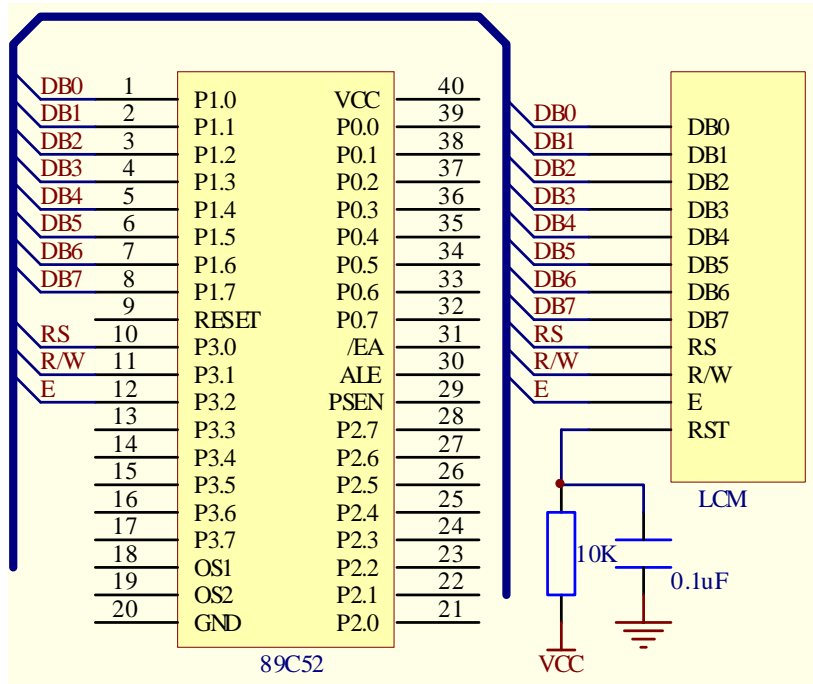 DB0 1 P1.0 VCC 40
DB1 2 P1.1 P0.0 39 DB0 DB0
DB2 3 P1.2 P0.1 38 DB1 DB1
DB3 4 P1.3 P0.2 37 DB2 DB2
DB4 5 P1.4 P0.3 36 DB3 DB3
DB5 6 P1.5 P0.4 35 DB4 DB4
DB6 7 P1.6 P0.5 34 DB5 DB5
DB7 8 P1.7 P0.6 33 DB6 DB6
9 RESET P0.7 32 DB7 DB7
RS 10 P3.0 /EA 31 RS RS
R/W 11 P3.1 ALE 30 R/W R/W
E 12 P3.2 PSEN 29 E E
13 P3.3 P2.7 28 RST
14 P3.4 P2.6 27
15 P3.5 P2.5 26
16 P3.6 P2.4 25 LCM
17 P3.7 P2.3 24
18 OS1 P2.2 23 10K
19 OS2 P2.1 22 0.1uF
20 GND P2.0 21
89C52 VCC